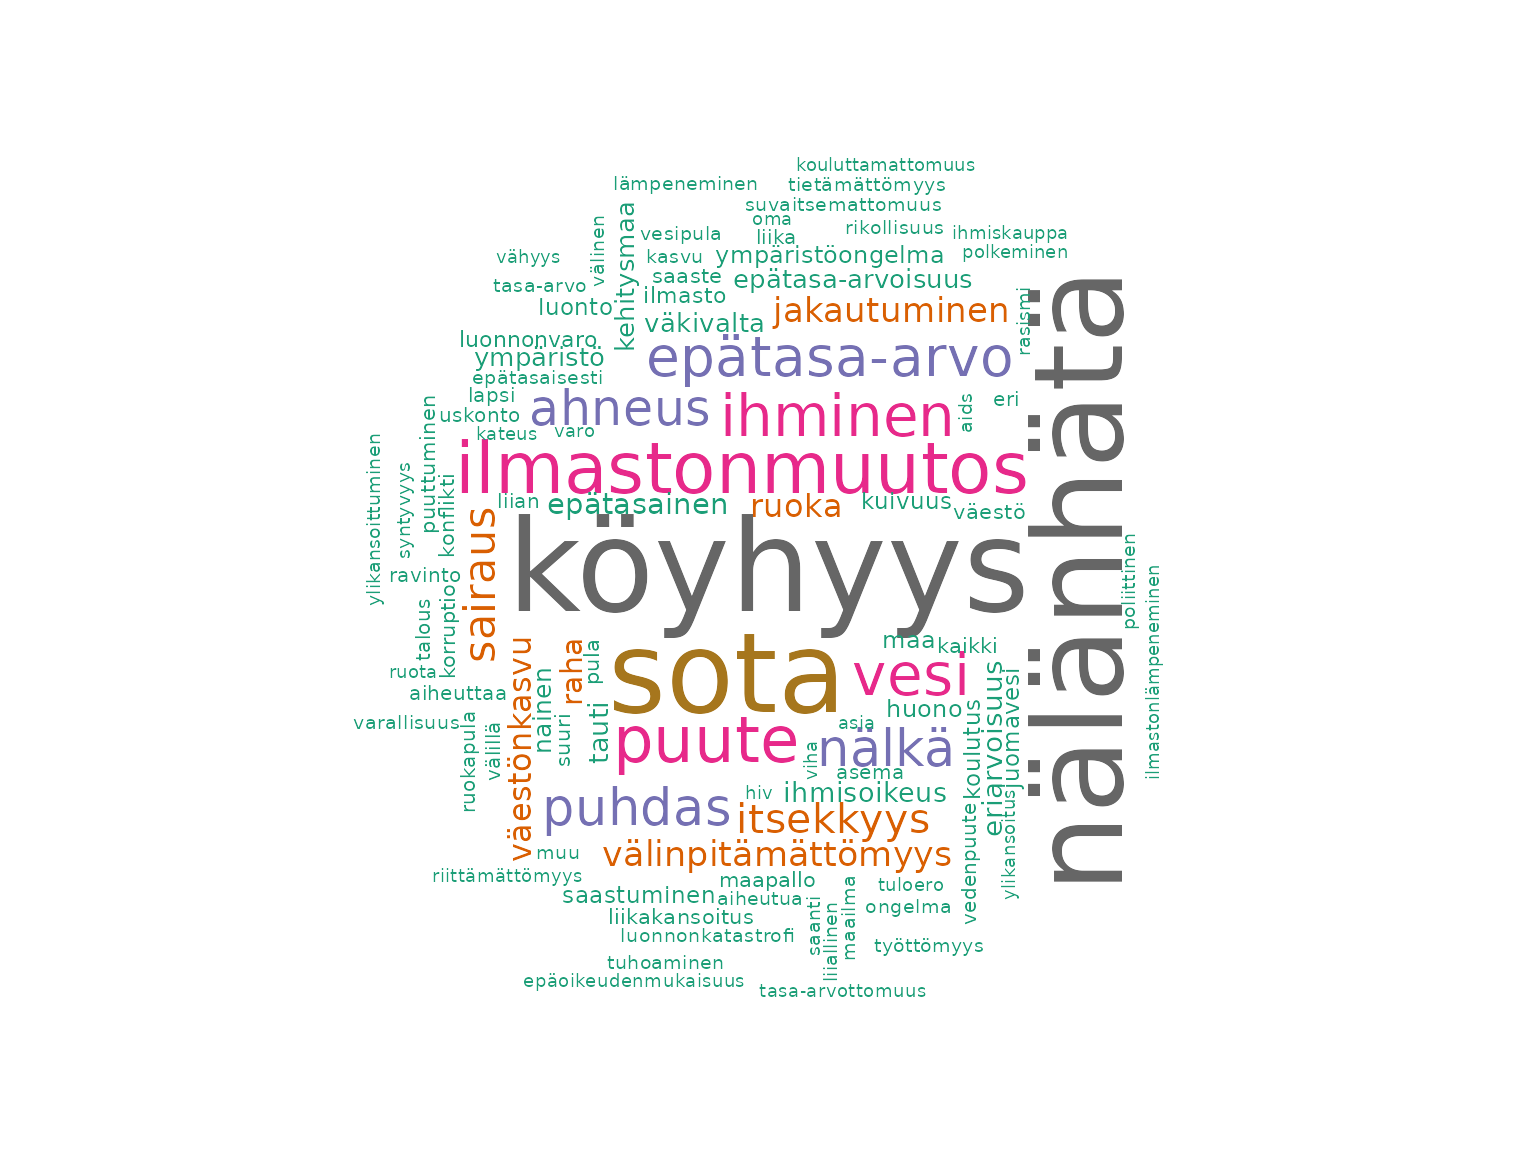 kouluttamattomuus
lämpeneminen
tietämättömyys
suvaitsemattomuus
oma
rikollisuus
ihmiskauppa
vesipula
liika
välinen
kehitysmaa
vähyys
kasvu
ympäristöongelma
polkeminen
saaste
epätasa-arvoisuus
tasa-arvo
ilmasto
luonto
jakautuminen
rasismi
väkivalta
luonnonvaro
ympäristö
epätasa-arvo
nälänhätä
epätasaisesti
lapsi
ahneus
ihminen
aids
eri
uskonto
kateus
varo
puuttuminen
ylikansoittuminen
syntyvyys
konflikti
ilmastonmuutos
liian
epätasainen
ruoka
kuivuus
väestö
sairaus
köyhyys
poliittinen
ilmastonlämpeneminen
ravinto
korruptio
talous
ruota
aiheuttaa
varallisuus
väestönkasvu
nainen
raha
pula
sota
maa
kaikki
vesi
eriarvoisuus
juomavesi
huono
koulutus
asia
ruokapula
välillä
suuri
tauti
puute
viha
nälkä
asema
hiv
ihmisoikeus
puhdas
itsekkyys
vedenpuute
ylikansoitus
muu
välinpitämättömyys
riittämättömyys
maapallo
tuloero
saastuminen
aiheutua
saanti
liiallinen
maailma
ongelma
liikakansoitus
luonnonkatastrofi
työttömyys
tuhoaminen
epäoikeudenmukaisuus
tasa-arvottomuus